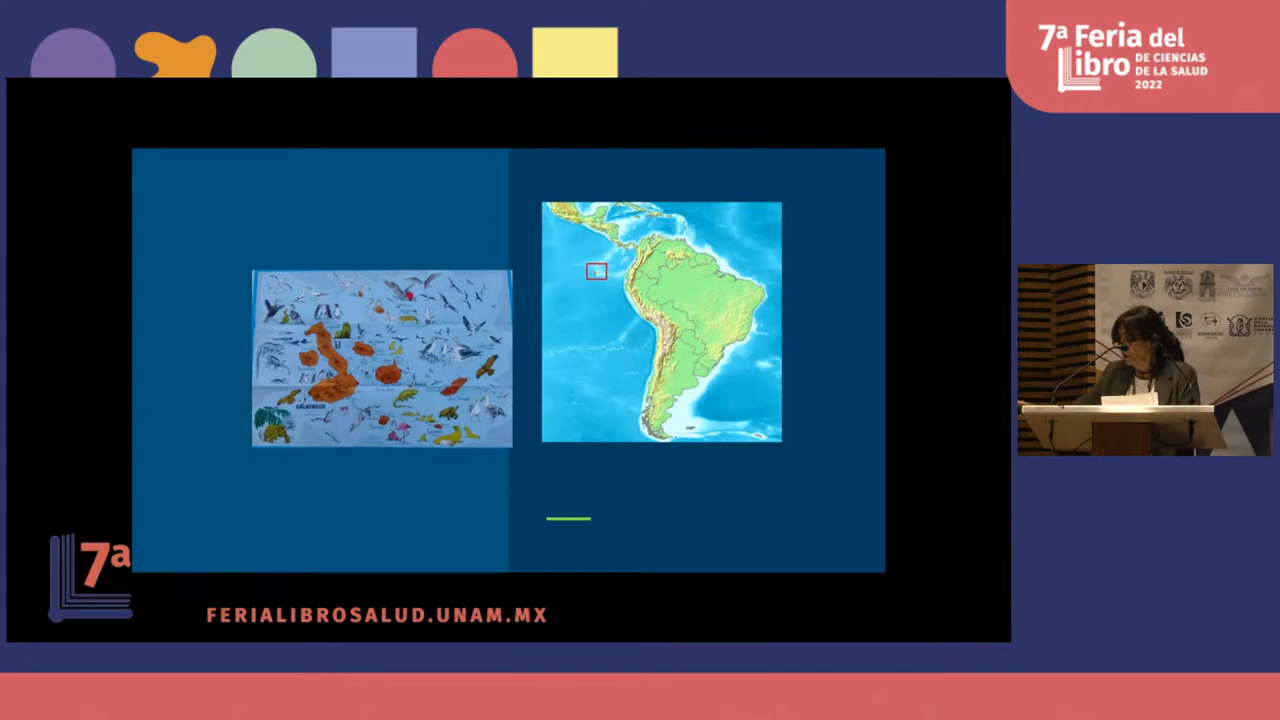 7ª Feria del
Libro DE CIENCIAS
DE LA SALUD
2022
GALAPAGOS
7ª
FERIALIBROSALUD.UNAM.MX